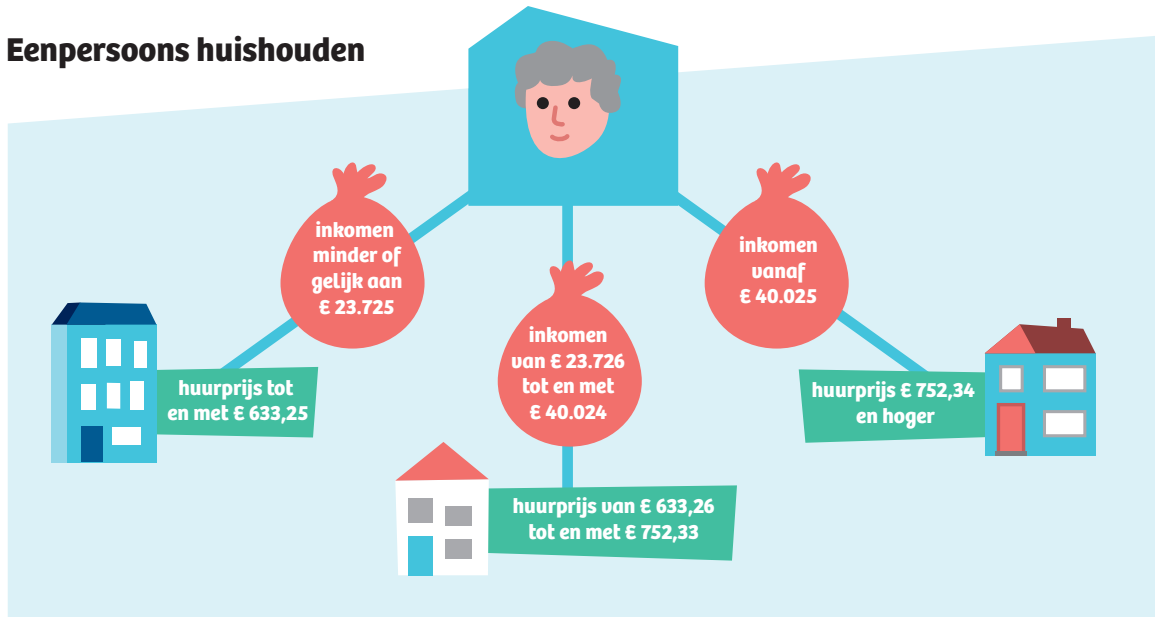 Eenpersoons huishouden
inkomen
minder of
gelijk aan
€ 23.725
huurprijs tot
en met € 633,25
inkomen
van € 23.726
tot en met
€ 40.024
huurprijs van € 633,26
tot en met € 752,33
inkomen
vanaf
€ 40.025
huurprijs € 752,34
en hoger